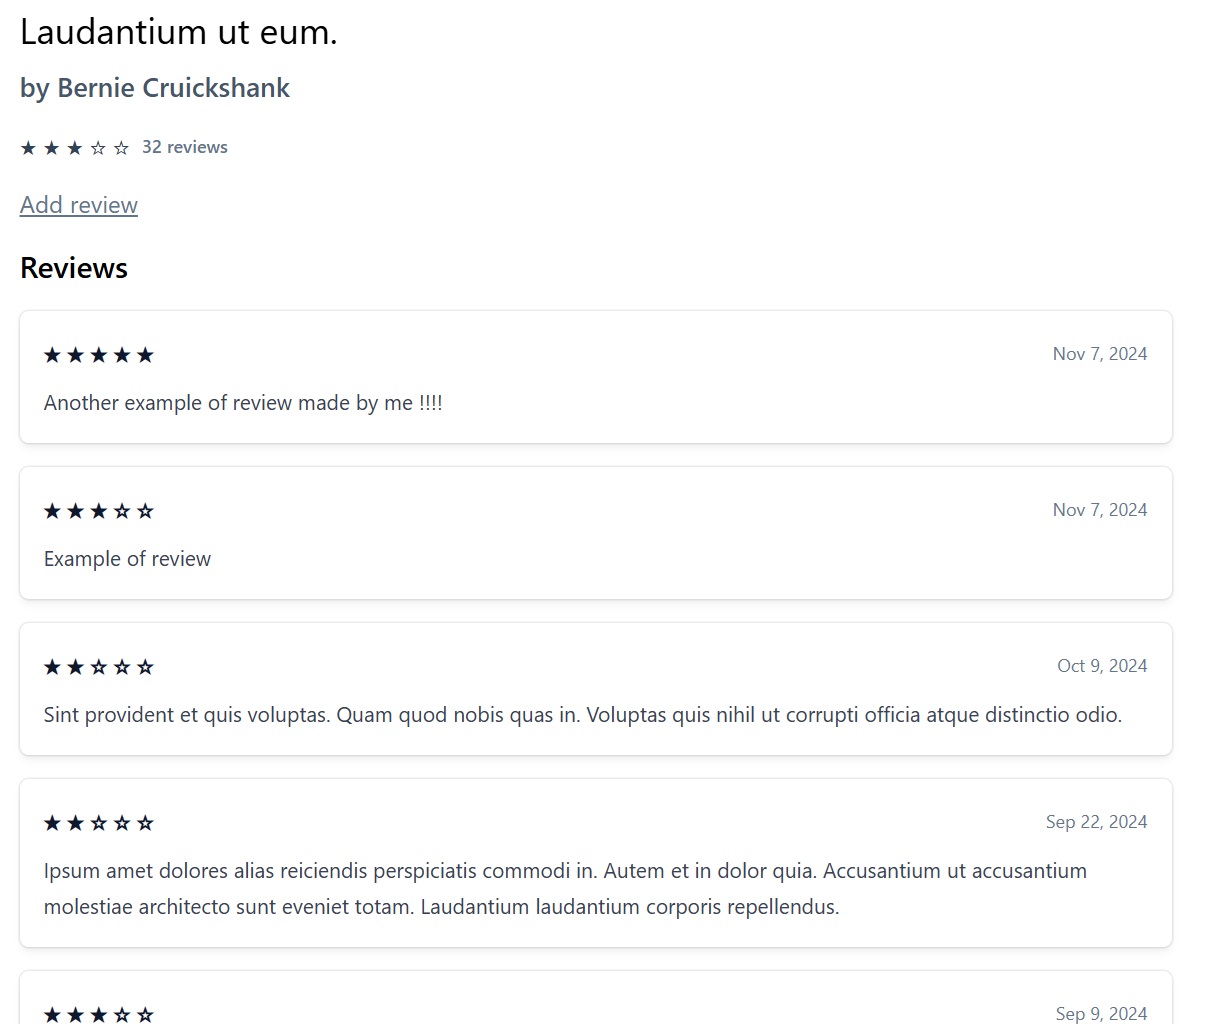 Laudantium ut eum.
by Bernie Cruickshank
★ ★ ★ ☆ ☆ 32 reviews
Add review
Reviews
★★★★★ Nov 7, 2024
Another example of review made by me !!!!
★★★☆☆ Nov 7, 2024
Example of review
★★☆☆☆ Oct 9, 2024
Sint provident et quis voluptas. Quam quod nobis quas in. Voluptas quis nihil ut corrupti officia atque distinctio odio.
★★☆☆☆ Sep 22, 2024
Ipsum amet dolores alias reiciendis perspiciatis commodi in. Autem et in dolor quia. Accusantium ut accusantium
molestiae architecto sunt eveniet totam. Laudantium laudantium corporis repellendus.
★★★☆☆ Sep 9, 2024